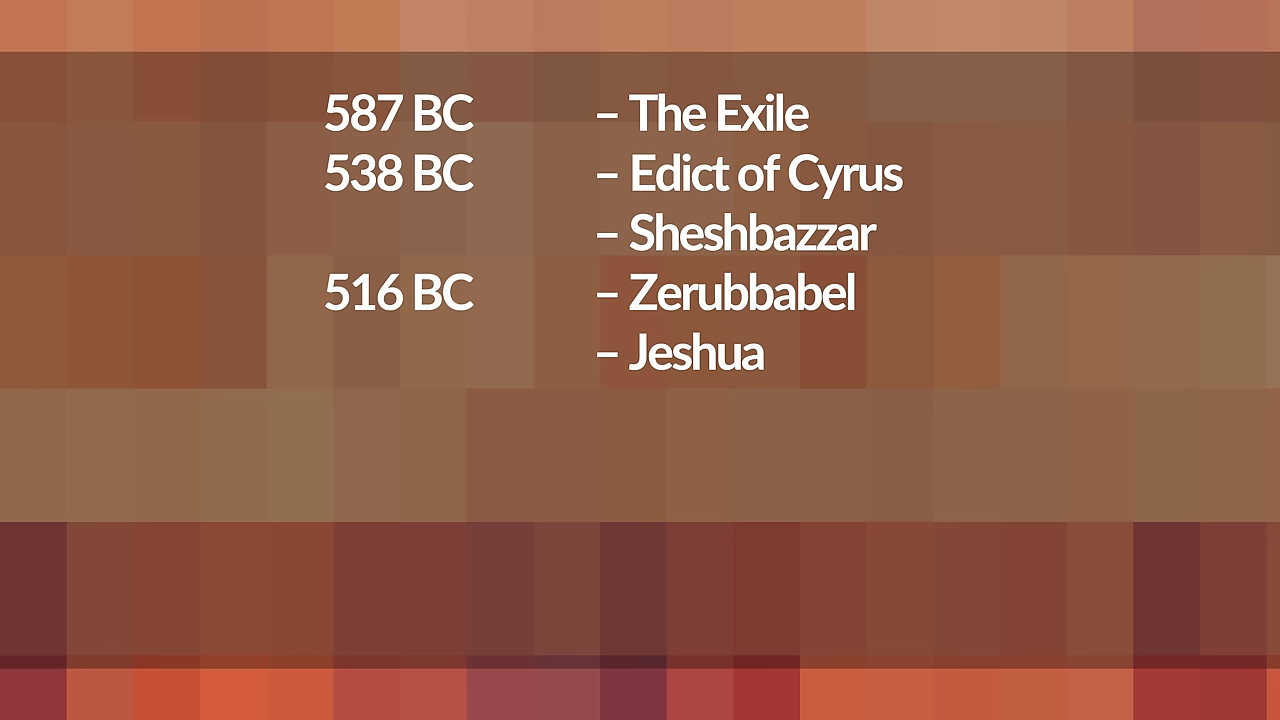 587 BC – The Exile
538 BC – Edict of Cyrus
– Sheshbazzar
516 BC – Zerubbabel
– Jeshua